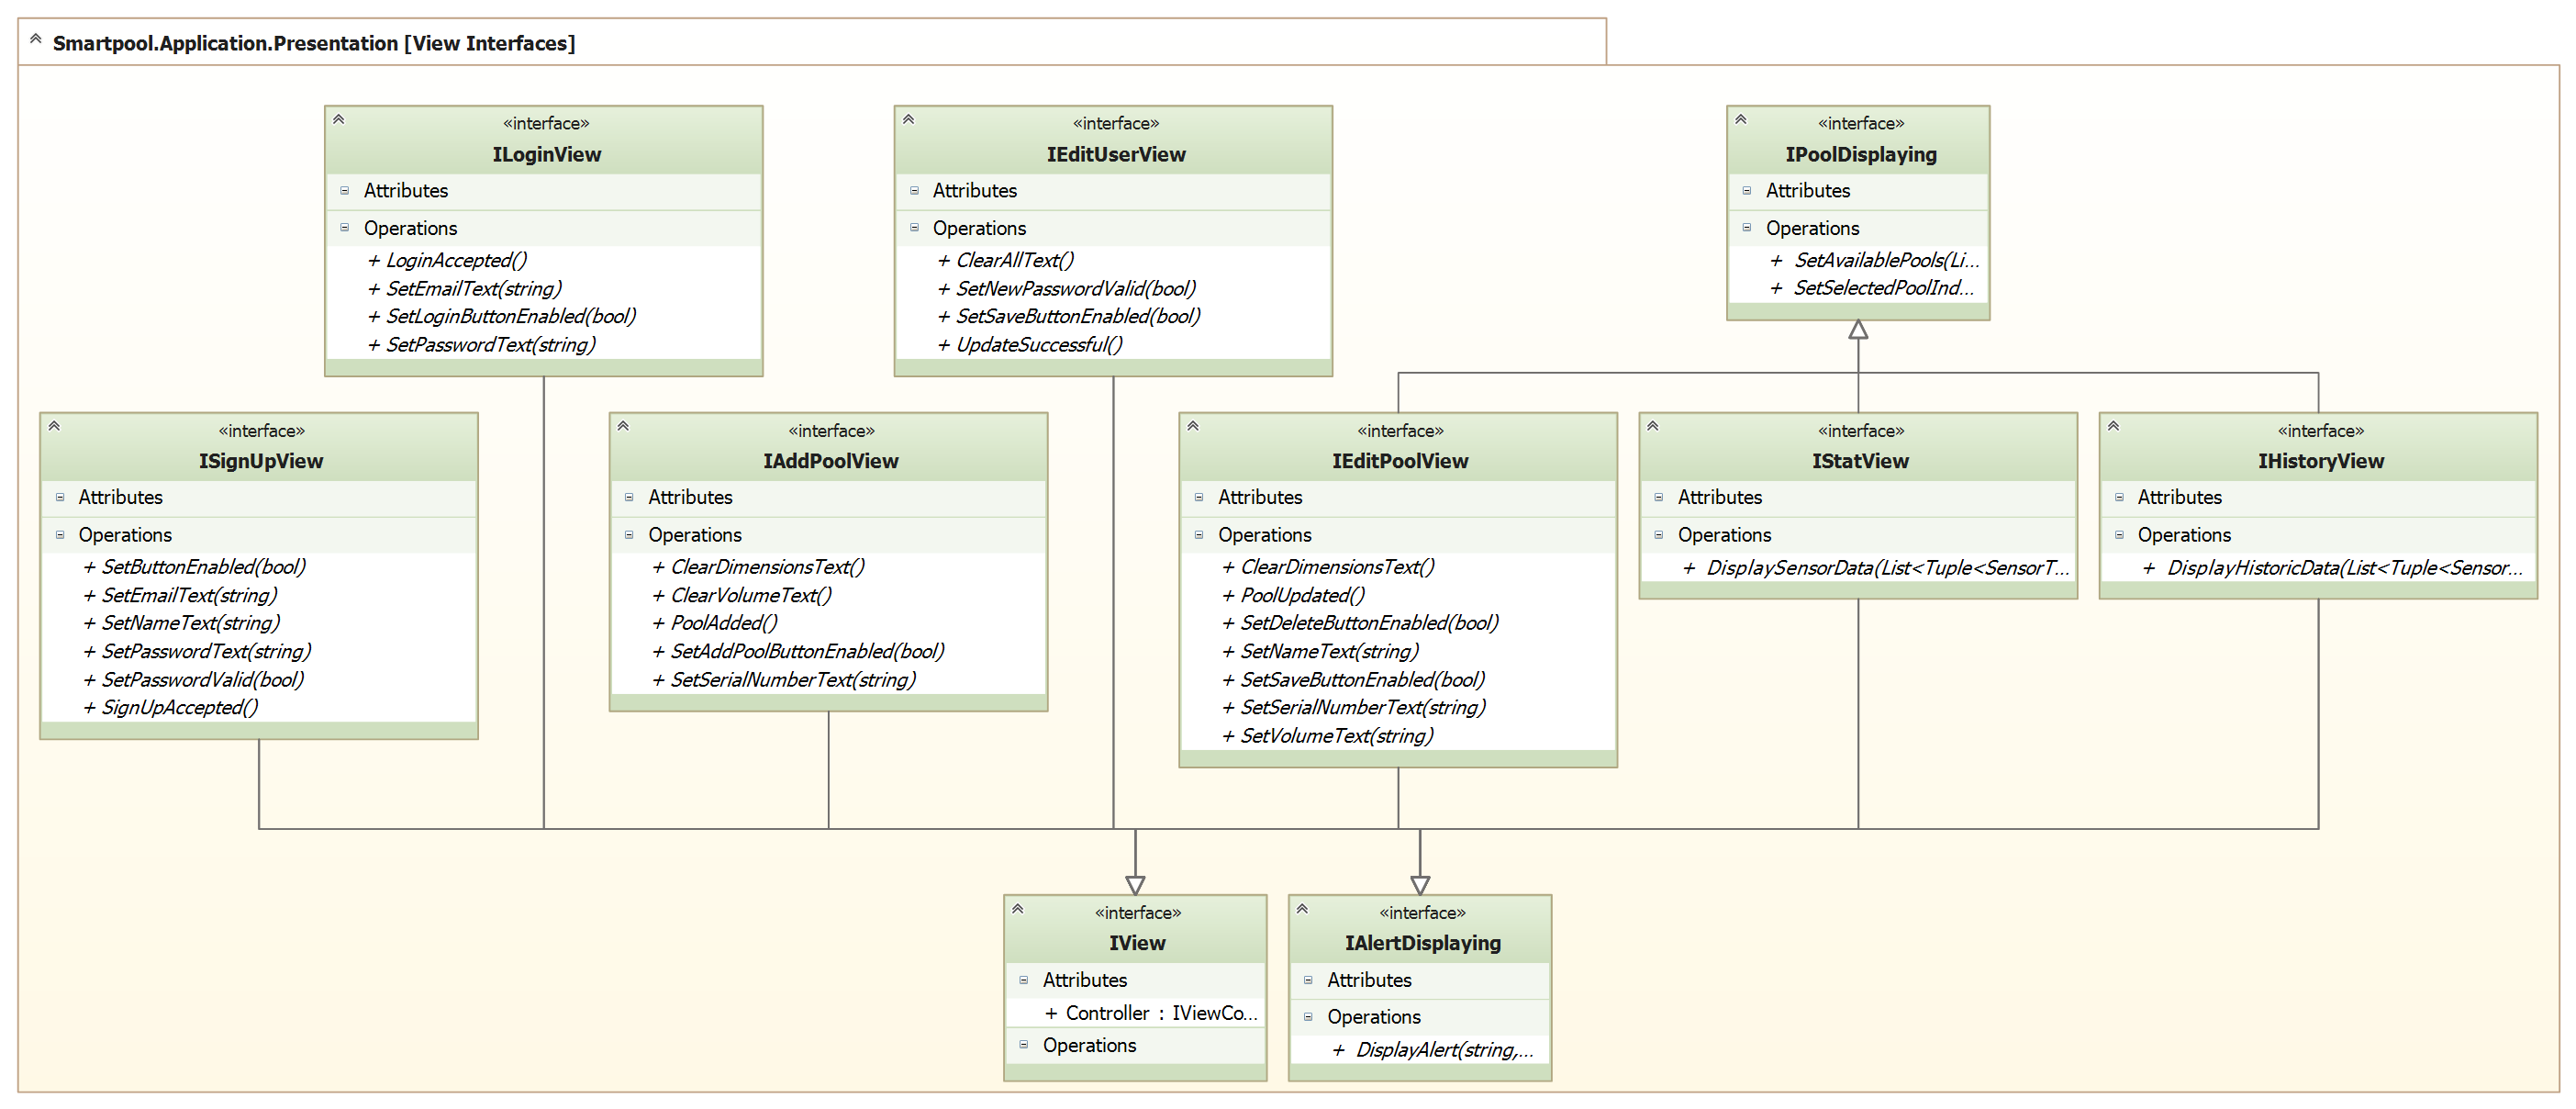 Smartpool.Application.Presentation [View Interfaces]
«interface»
ILoginView
Attributes
Operations
+ LoginAccepted()
+ SetEmailText(string)
+ SetLoginButtonEnabled(bool)
+ SetPasswordText(string)
«interface»
IEditUserView
Attributes
Operations
+ ClearAllText()
+ SetNewPasswordValid(bool)
+ SetSaveButtonEnabled(bool)
+ UpdateSuccessful()
«interface»
IPoolDisplaying
Attributes
Operations
+ SetAvailablePools(Li...
+ SetSelectedPoolInd...
«interface»
ISignUpView
Attributes
Operations
+ SetButtonEnabled(bool)
+ SetEmailText(string)
+ SetNameText(string)
+ SetPasswordText(string)
+ SetPasswordValid(bool)
+ SignUpAccepted()
«interface»
IAddPoolView
Attributes
Operations
+ ClearDimensionsText()
+ ClearVolumeText()
+ PoolAdded()
+ SetAddPoolButtonEnabled(bool)
+ SetSerialNumberText(string)
«interface»
IEditPoolView
Attributes
Operations
+ ClearDimensionsText()
+ PoolUpdated()
+ SetDeleteButtonEnabled(bool)
+ SetNameText(string)
+ SetSaveButtonEnabled(bool)
+ SetSerialNumberText(string)
+ SetVolumeText(string)
«interface»
IStatView
Attributes
Operations
+ DisplaySensorData(List<Tuple<SensorT...
«interface»
IHistoryView
Attributes
Operations
+ DisplayHistoricData(List<Tuple<Sensor...
«interface»
IView
Attributes
+ Controller : IViewCo...
Operations
«interface»
IAlertDisplaying
Attributes
Operations
+ DisplayAlert(string,...